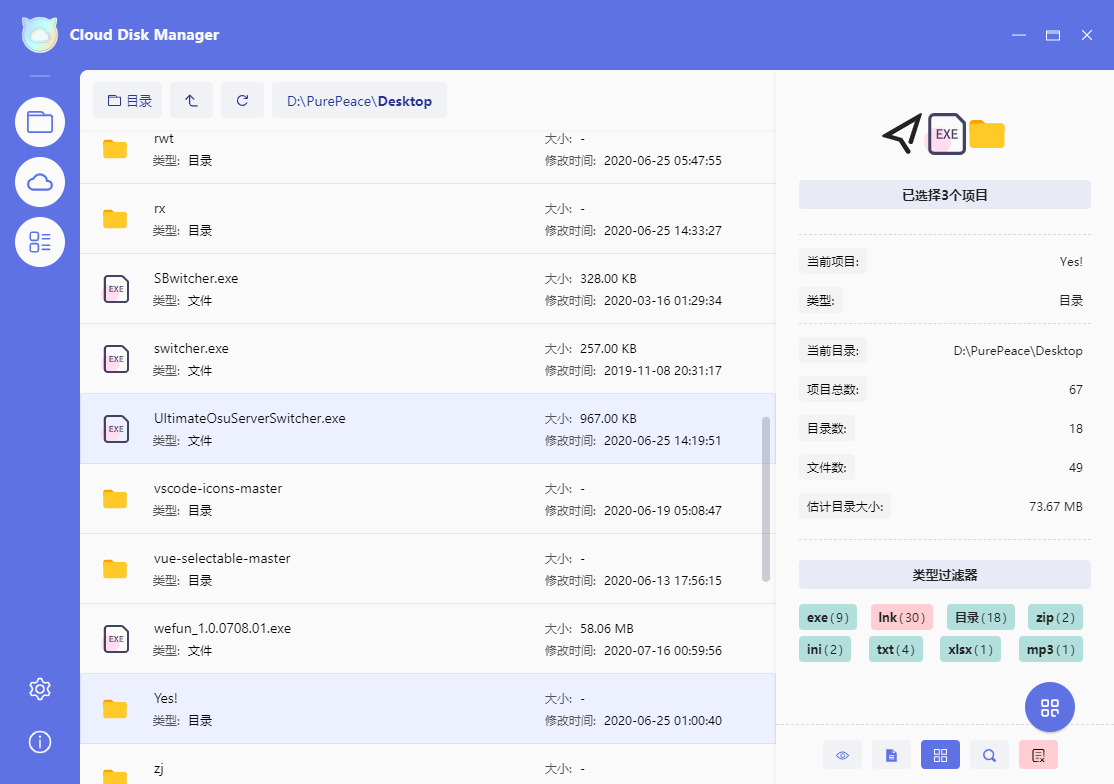 Cloud Disk Manager
目录
D:\PurePeace\Desktop
rwt
大小: -
类型: 目录
修改时间: 2020-06-25 05:47:55
rx
大小: -
类型: 目录
修改时间: 2020-06-25 14:33:27
EXE
SBwitcher.exe
大小: 328.00 KB
类型: 文件
修改时间: 2020-03-16 01:29:34
EXE
switcher.exe
大小: 257.00 KB
类型: 文件
修改时间: 2019-11-08 20:31:17
EXE
UltimateOsuServerSwitcher.exe
大小: 967.00 KB
类型: 文件
修改时间: 2020-06-25 14:19:51
vscode-icons-master
大小: -
类型: 目录
修改时间: 2020-06-19 05:08:47
vue-selectable-master
大小: -
类型: 目录
修改时间: 2020-06-13 17:56:15
EXE
wefun_1.0.0708.01.exe
大小: 58.06 MB
类型: 文件
修改时间: 2020-07-16 00:59:56
Yes!
大小: -
类型: 目录
修改时间: 2020-06-25 01:00:40
zj
大小: -
EXE
已选择3个项目
当前项目: Yes!
类型: 目录
当前目录: D:\PurePeace\Desktop
项目总数: 67
目录数: 18
文件数: 49
估计目录大小: 73.67 MB
类型过滤器
exe(9) lnk(30) 目录(18) zip(2)
ini(2) txt(4) xlsx(1) mp3(1)